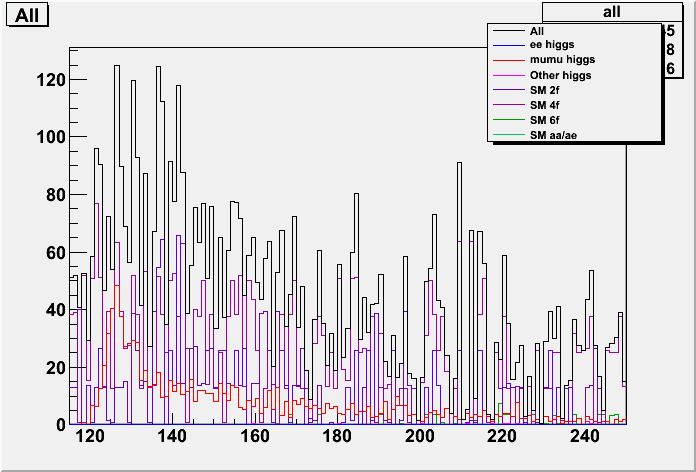 All
all
5
8
6
All
ee higgs
mumu higgs
Other higgs
SM 2f
SM 4f
SM 6f
SM aa/ae
120
100
80
60
40
20
0
120 140 160 180 200 220 240